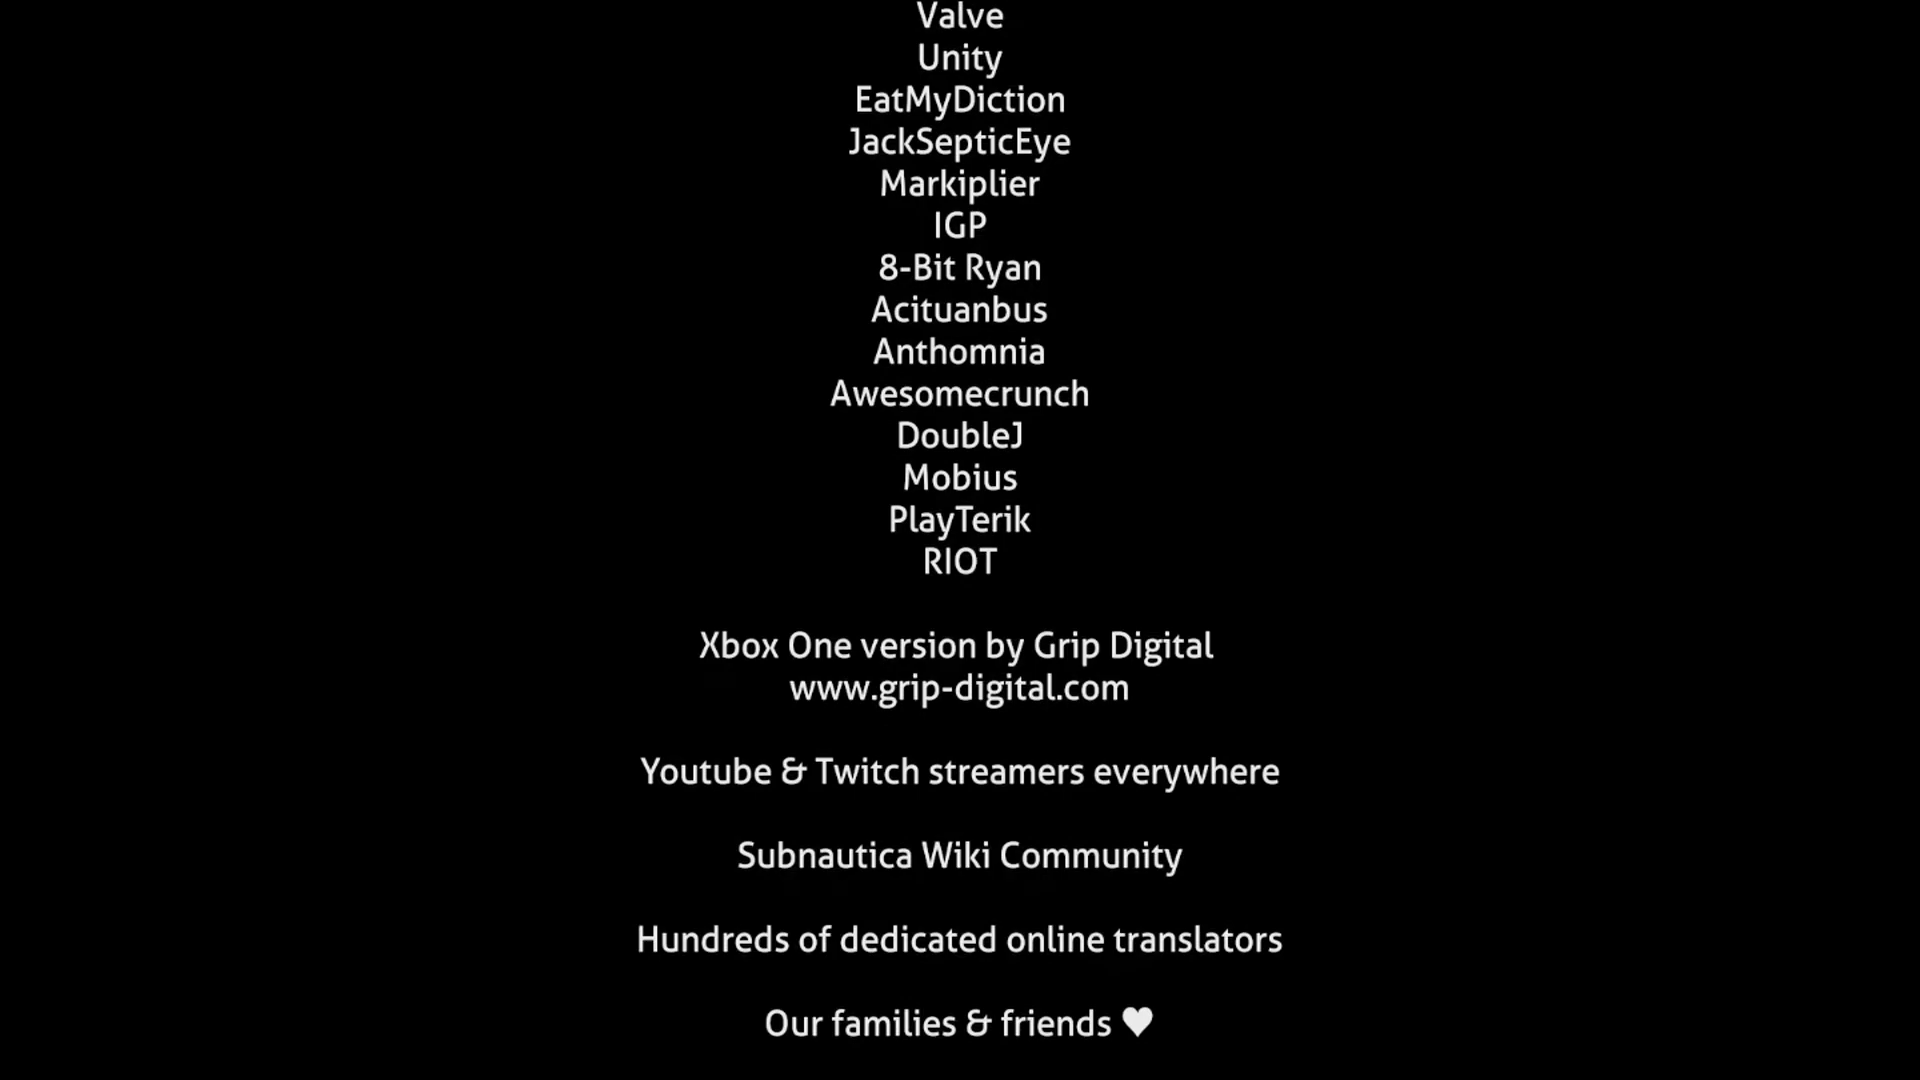 Valve
Unity
EatMyDiction
JackSepticEye
Markiplier
IGP
8-Bit Ryan
Acituanbus
Anthomnia
Awesomecrunch
DoubleJ
Mobius
PlayTerik
RIOT
Xbox One version by Grip Digital
www.grip-digital.com
Youtube & Twitch streamers everywhere
Subnautica Wiki Community
Hundreds of dedicated online translators
Our families & friends ♥